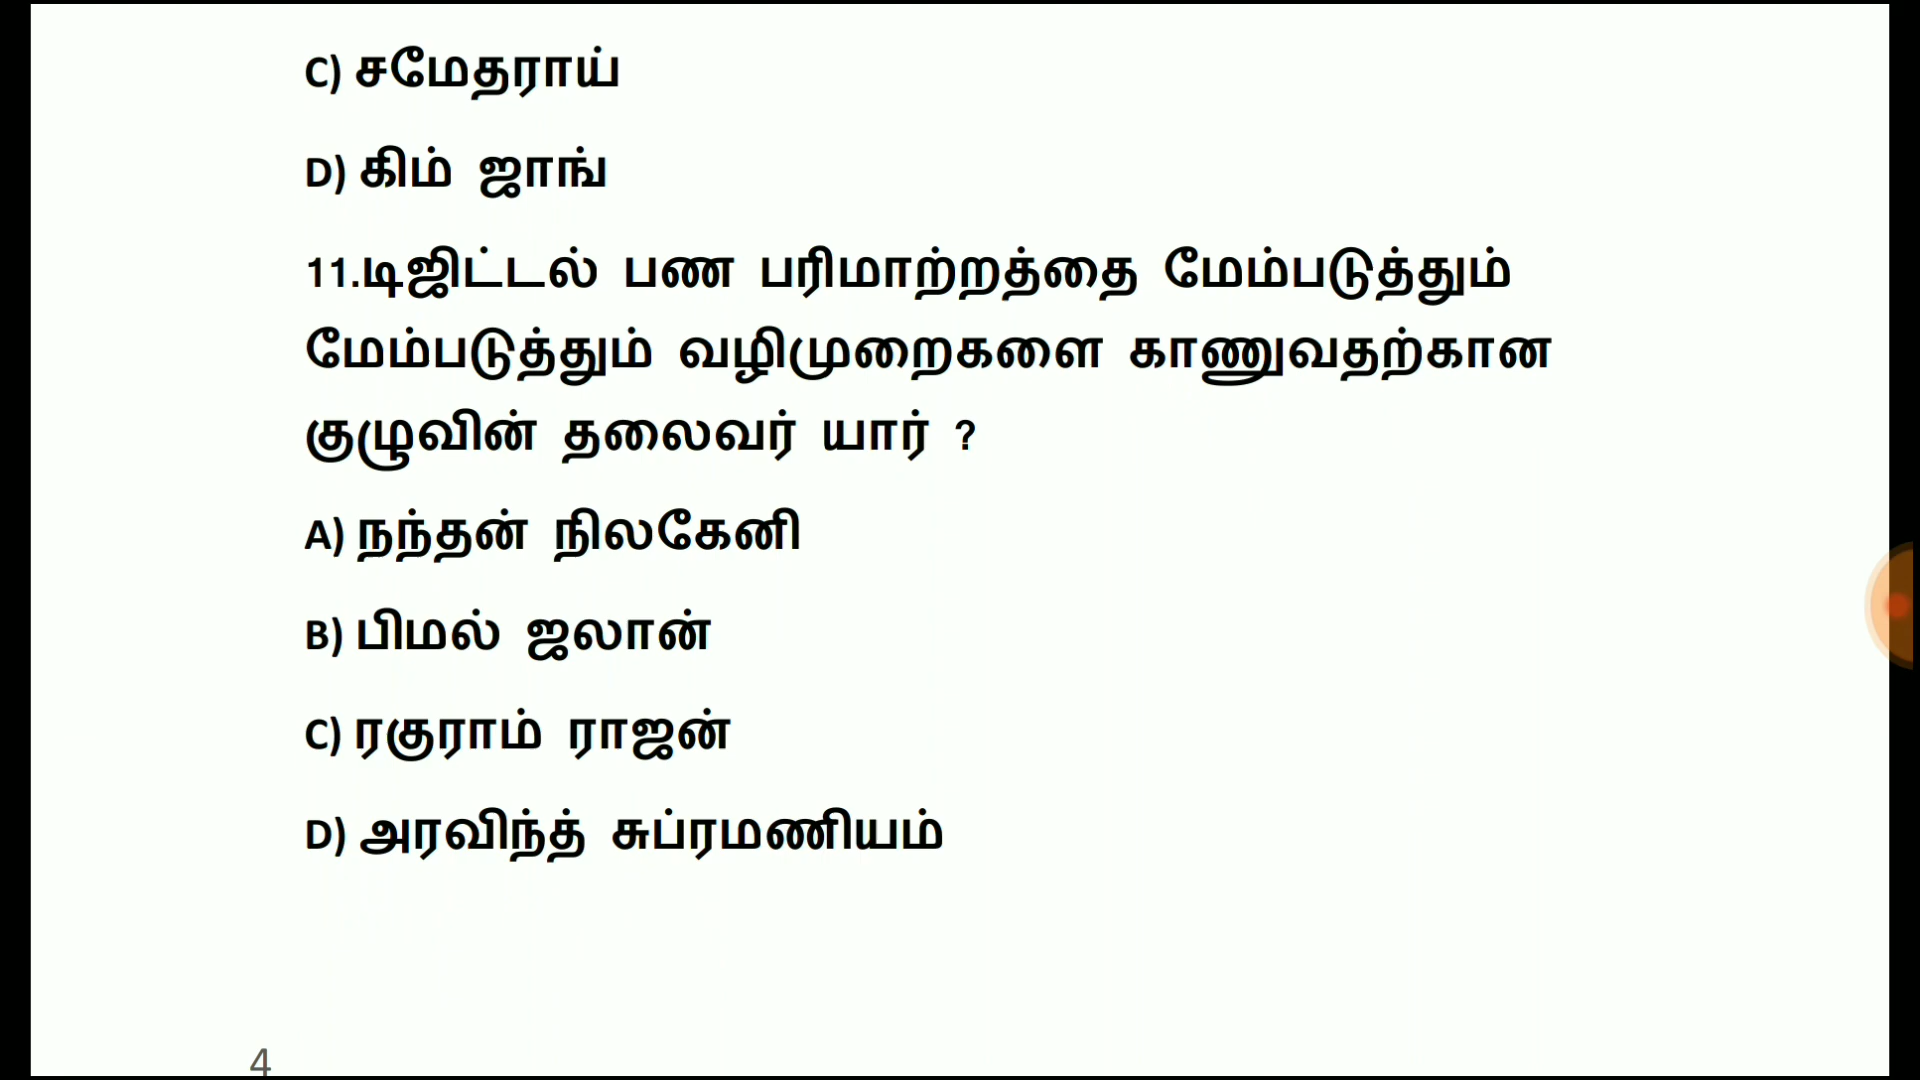 C) சமேதராய்
D) கிம் ஜாங்
11.டிஜிட்டல் பண பரிமாற்றத்தை மேம்படுத்தும்
மேம்படுத்தும் வழிமுறைகளை காணுவதற்கான
குழுவின் தலைவர் யார் ?
A) நந்தன் நிலகேனி
B) பிமல் ஜலான்
C) ரகுராம் ராஜன்
D) அரவிந்த் சுப்ரமணியம்
4